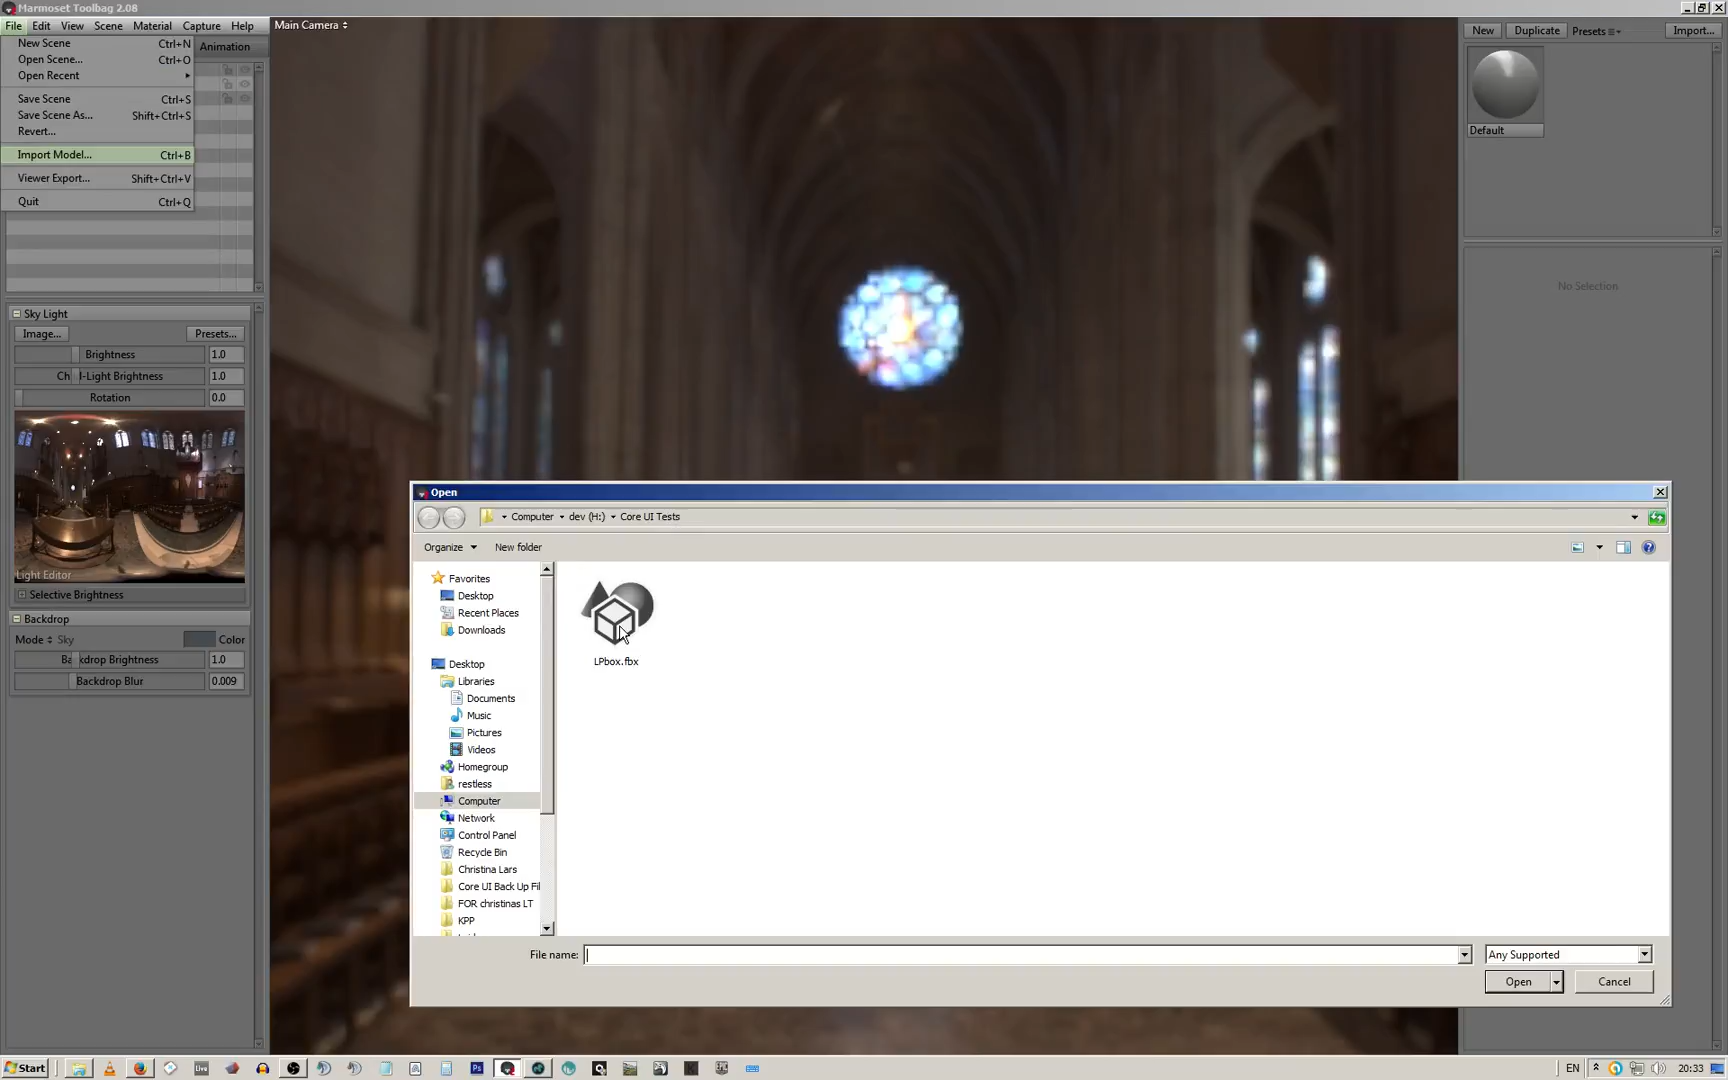 Marmoset Toolbag 2.08
File Edit View Scene Material Capture Help
Main Camera
New Duplicate Presets Import...
New Scene Ctrl+N
Animation
Open Scene... Ctrl+O
Open Recent
Save Scene Ctrl+S
Save Scene As... Shift+Ctrl+S
Revert...
Default
Import Model... Ctrl+B
Viewer Export... Shift+Ctrl+V
Quit Ctrl+Q
No Selection
Sky Light
Image... Presets...
Brightness 1.0
Ch l-Light Brightness 1.0
Rotation 0.0
Light Editor
Selective Brightness
Backdrop
Mode Sky Color
Backdrop Brightness 1.0
Backdrop Blur 0.009
Open
Computer dev (H:) Core UI Tests
Organize New folder
Favorites
Desktop
Recent Places
Downloads
Desktop
Libraries
Documents
Music
Pictures
Videos
Homegroup
restless
Computer
Network
Control Panel
Recycle Bin
Christina Lars
Core UI Back Up Fil
FOR christinas LT
KPP
LPbox.fbx
File name: Any Supported
Open Cancel
Start EN 20:33